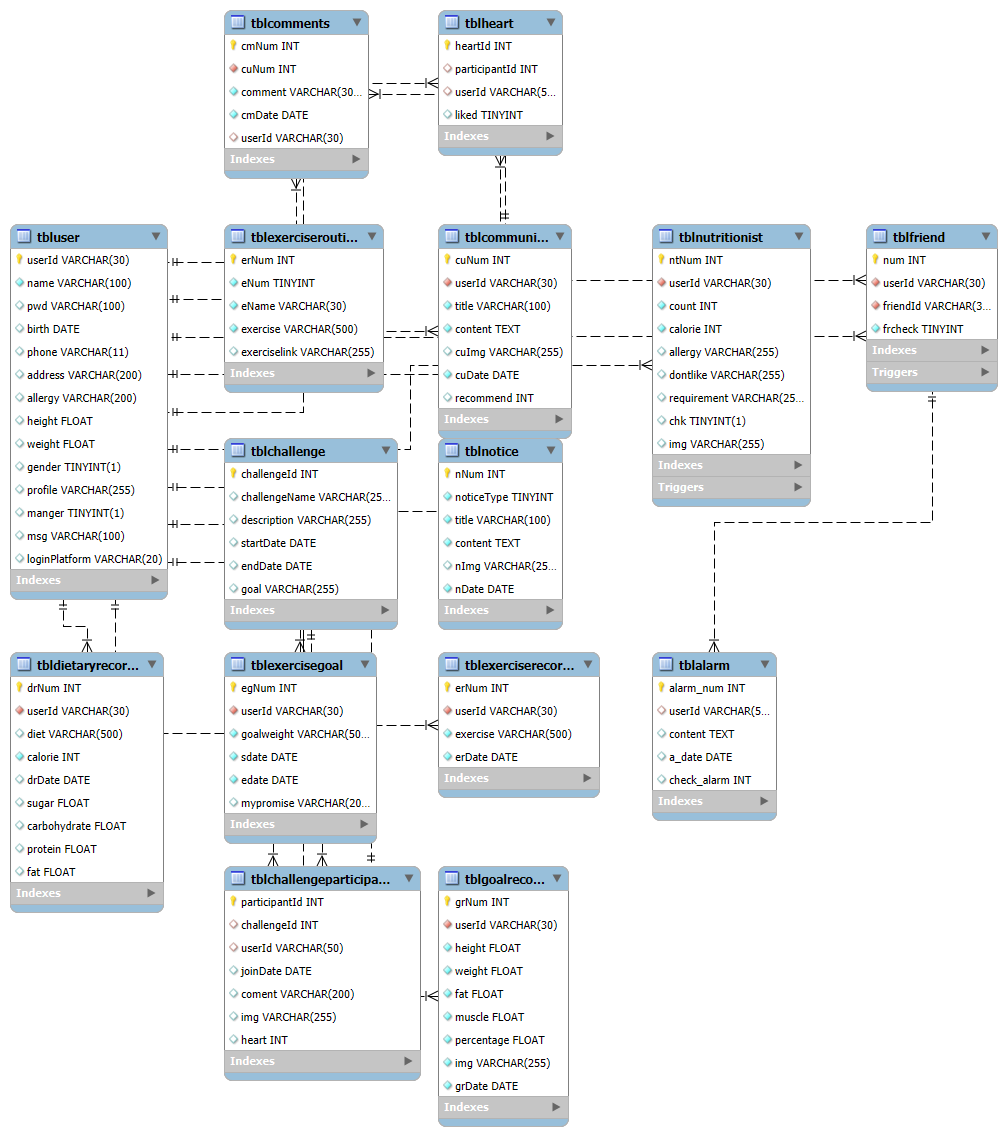 tblcomments
cmNum INT
cuNum INT
comment VARCHAR(30...
cmDate DATE
userId VARCHAR(30)
Indexes
tblheart
heartId INT
participantId INT
userId VARCHAR(5...
liked TINYINT
Indexes
tbluser
userId VARCHAR(30)
name VARCHAR(100)
pwd VARCHAR(100)
birth DATE
phone VARCHAR(11)
address VARCHAR(200)
allergy VARCHAR(200)
height FLOAT
weight FLOAT
gender TINYINT(1)
profile VARCHAR(255)
manger TINYINT(1)
msg VARCHAR(100)
loginPlatform VARCHAR(20)
Indexes
tblexerciserouti...
erNum INT
eNum TINYINT
eName VARCHAR(30)
exercise VARCHAR(500)
exerciselink VARCHAR(255)
Indexes
tblcommuni...
cuNum INT
userId VARCHAR(30)
title VARCHAR(100)
content TEXT
cuImg VARCHAR(255)
cuDate DATE
recommend INT
Indexes
tblnutritionist
ntNum INT
userId VARCHAR(30)
count INT
calorie INT
allergy VARCHAR(255)
dontlike VARCHAR(255)
requirement VARCHAR(25...
chk TINYINT(1)
img VARCHAR(255)
Indexes
Triggers
tblfriend
num INT
userId VARCHAR(30)
friendId VARCHAR(3...
frcheck TINYINT
Indexes
Triggers
tblchallenge
challengeId INT
challengeName VARCHAR(25...
description VARCHAR(255)
startDate DATE
endDate DATE
goal VARCHAR(255)
Indexes
tblnotice
nNum INT
noticeType TINYINT
title VARCHAR(100)
content TEXT
nImg VARCHAR(25...
nDate DATE
Indexes
tbldietaryrecor...
drNum INT
userId VARCHAR(30)
diet VARCHAR(500)
calorie INT
drDate DATE
sugar FLOAT
carbohydrate FLOAT
protein FLOAT
fat FLOAT
Indexes
tblexercisegoal
egNum INT
userId VARCHAR(30)
goalweight VARCHAR(50...
sdate DATE
edate DATE
mypromise VARCHAR(20...
Indexes
tblexerciserecor...
erNum INT
userId VARCHAR(30)
exercise VARCHAR(500)
erDate DATE
Indexes
tblalarm
alarm_num INT
userId VARCHAR(5...
content TEXT
a_date DATE
check_alarm INT
Indexes
tblchallengeparticipa...
participantId INT
challengeId INT
userId VARCHAR(50)
joinDate DATE
coment VARCHAR(200)
img VARCHAR(255)
heart INT
Indexes
tblgoalreco...
grNum INT
userId VARCHAR(30)
height FLOAT
weight FLOAT
fat FLOAT
muscle FLOAT
percentage FLOAT
img VARCHAR(255)
grDate DATE
Indexes